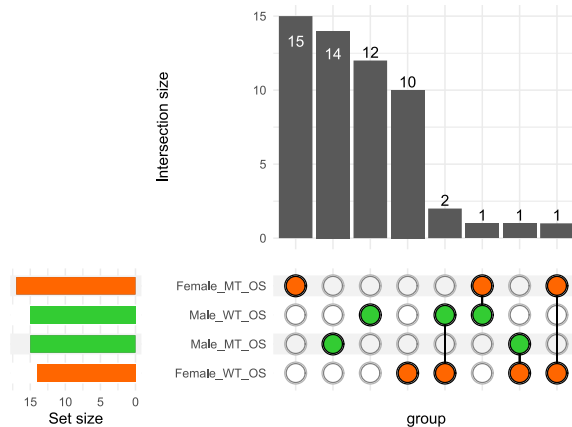 Intersection size
15
10
5
0
15
14
12
10
2
1
1
1
Female_MT_OS
Male_WT_OS
Male_MT_OS
Female_WT_OS
15 10 5 0
Set size
group